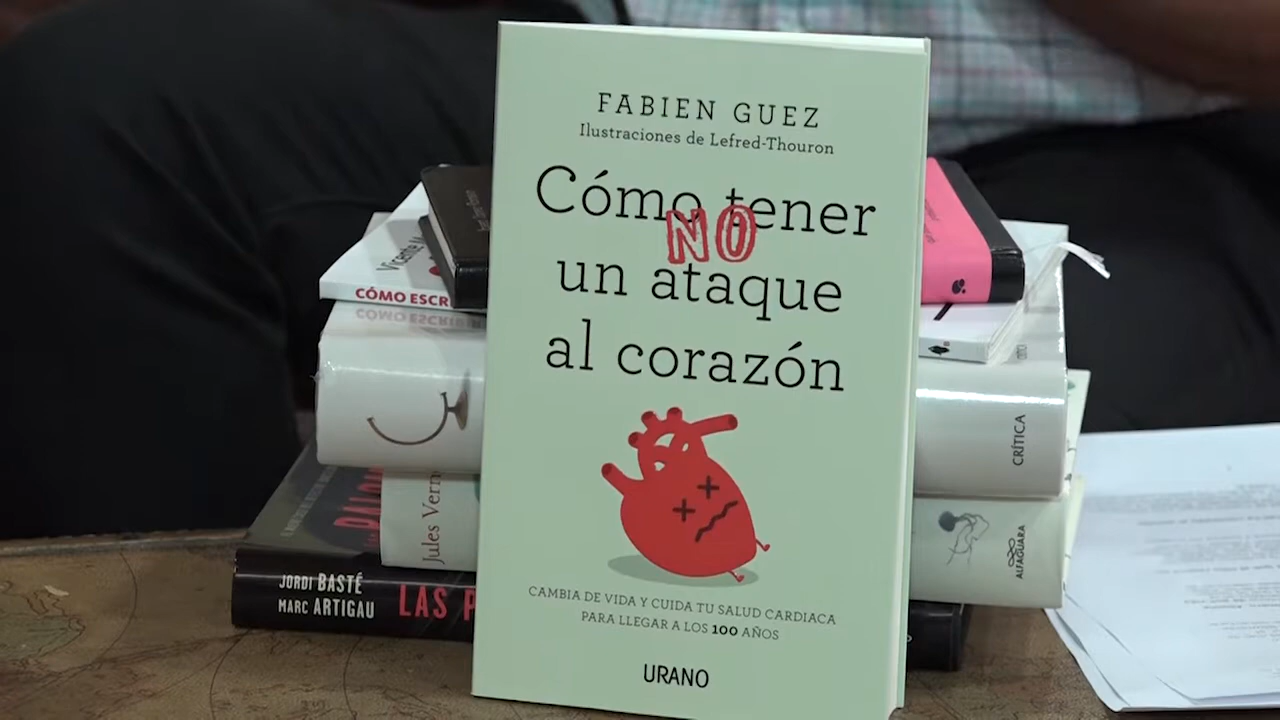 FABIEN GUEZ
Ilustraciones de Lefred-Thouron
Cómo tener
NO
un ataque
al corazón
CAMBIA DE VIDA Y CUIDA TU SALUD CARDIACA
PARA LLEGAR A LOS 100 AÑOS
URANO
Vicente
CÓMO ESCR
Jules Vern
JORDI BASTÉ
MARC ARTIGAU
LAS P
CRÍTICA
ALFAGUARA